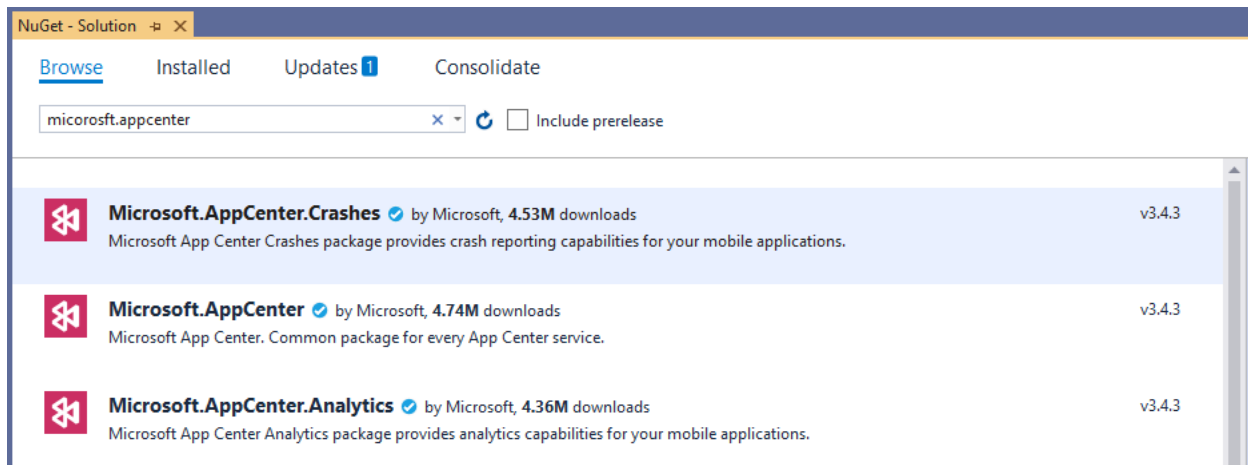 NuGet - Solution
Browse Installed Updates 1 Consolidate
micorosft.appcenter Include prerelease
Microsoft.AppCenter.Crashes by Microsoft, 4.53M downloads v3.4.3
Microsoft App Center Crashes package provides crash reporting capabilities for your mobile applications.
Microsoft.AppCenter by Microsoft, 4.74M downloads v3.4.3
Microsoft App Center. Common package for every App Center service.
Microsoft.AppCenter.Analytics by Microsoft, 4.36M downloads v3.4.3
Microsoft App Center Analytics package provides analytics capabilities for your mobile applications.